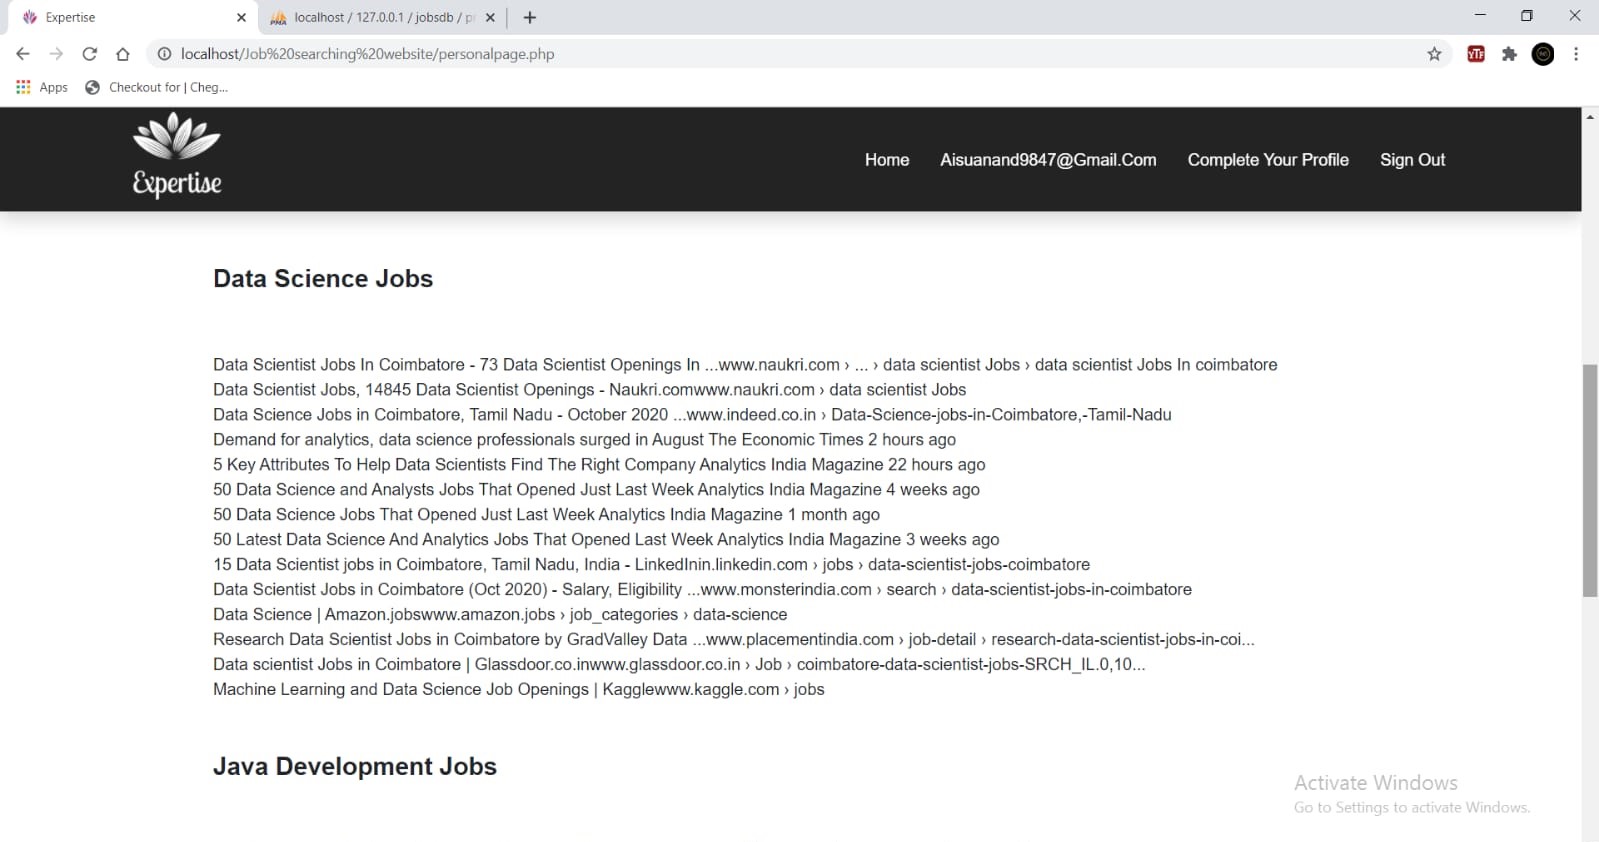 Expertise
localhost / 127.0.0.1 / jobsdb / p
localhost/Job%20searching%20website/personalpage.php
YTF
Apps
Checkout for | Cheg...
Expertise
Home
Aisuanand9847@Gmail.Com
Complete Your Profile
Sign Out
Data Science Jobs
Data Scientist Jobs In Coimbatore - 73 Data Scientist Openings In ...www.naukri.com › ... › data scientist Jobs › data scientist Jobs In coimbatore
Data Scientist Jobs, 14845 Data Scientist Openings - Naukri.comwww.naukri.com › data scientist Jobs
Data Science Jobs in Coimbatore, Tamil Nadu - October 2020 ...www.indeed.co.in › Data-Science-jobs-in-Coimbatore,-Tamil-Nadu
Demand for analytics, data science professionals surged in August The Economic Times 2 hours ago
5 Key Attributes To Help Data Scientists Find The Right Company Analytics India Magazine 22 hours ago
50 Data Science and Analysts Jobs That Opened Just Last Week Analytics India Magazine 4 weeks ago
50 Data Science Jobs That Opened Just Last Week Analytics India Magazine 1 month ago
50 Latest Data Science And Analytics Jobs That Opened Last Week Analytics India Magazine 3 weeks ago
15 Data Scientist jobs in Coimbatore, Tamil Nadu, India - LinkedInin.linkedin.com › jobs › data-scientist-jobs-coimbatore
Data Scientist Jobs in Coimbatore (Oct 2020) - Salary, Eligibility ...www.monsterindia.com › search › data-scientist-jobs-in-coimbatore
Data Science | Amazon.jobswww.amazon.jobs › job_categories › data-science
Research Data Scientist Jobs in Coimbatore by GradValley Data ...www.placementindia.com › job-detail › research-data-scientist-jobs-in-coi...
Data scientist Jobs in Coimbatore | Glassdoor.co.inwww.glassdoor.co.in › Job › coimbatore-data-scientist-jobs-SRCH_IL.0,10...
Machine Learning and Data Science Job Openings | Kagglewww.kaggle.com › jobs
Java Development Jobs
Activate Windows
Go to Settings to activate Windows.